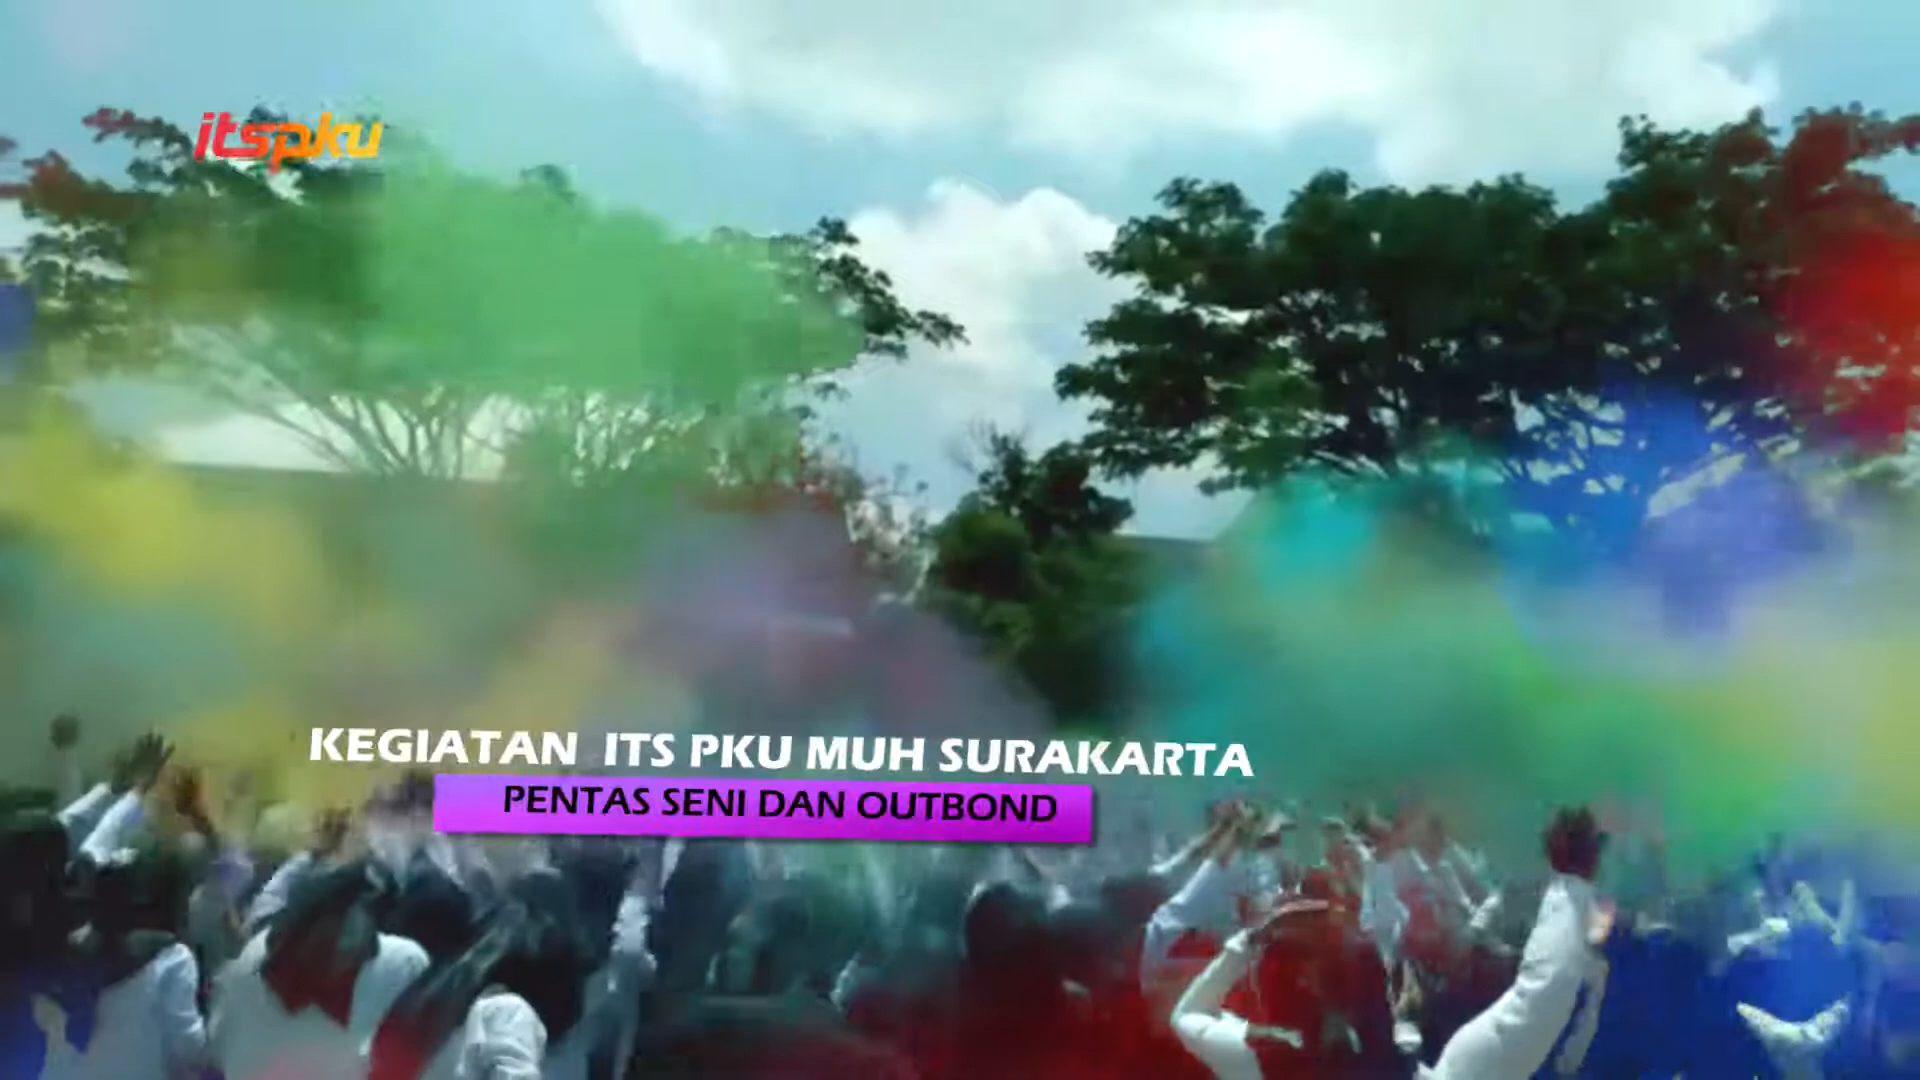 itspku
KEGIATAN ITS PKU MUH SURAKARTA
PENTAS SENI DAN OUTBOND